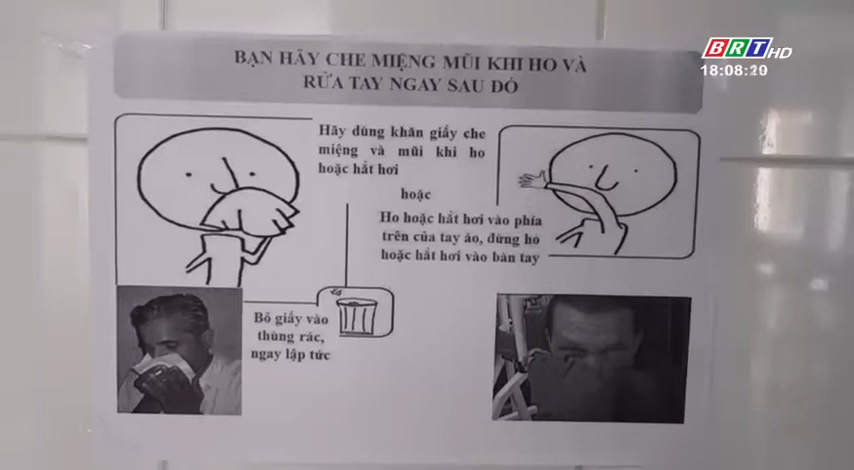 BRT HD
18:08:20
BẠN HÃY CHE MIỆNG MŨI KHI HO VÀ
RỬA TAY NGAY SAU ĐÓ
Hãy dùng khăn giấy che
miệng và mũi khi ho
hoặc hắt hơi
hoặc
Ho hoặc hắt hơi vào phía
trên của tay áo, đừng ho
hoặc hắt hơi vào bàn tay
Bỏ giấy vào
thùng rác,
ngay lập tức